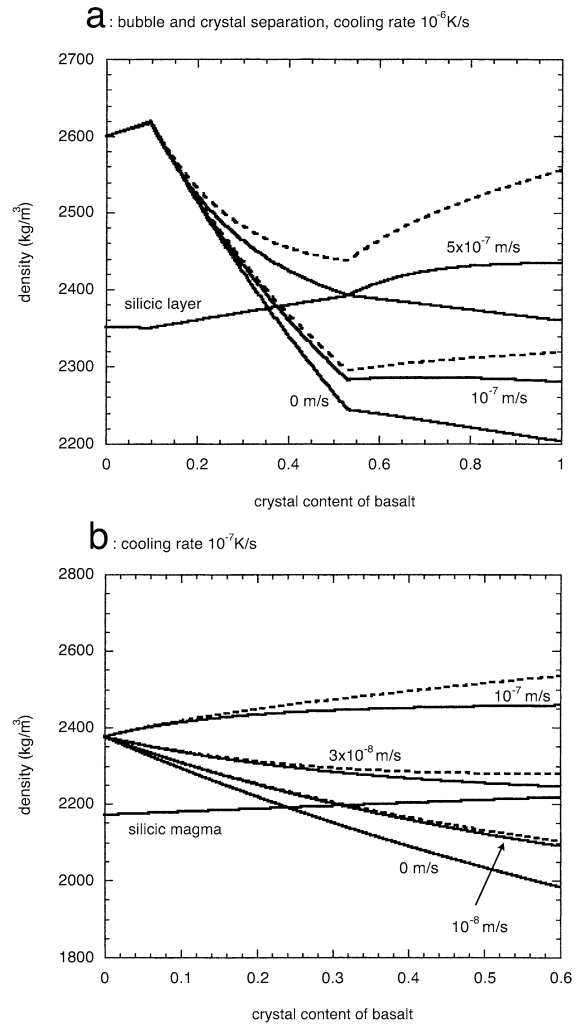 a: bubble and crystal separation, cooling rate 10⁻⁶K/s
2700
2600
2500
2400
2300
2200
density (kg/m³)
silicic layer
5x10⁻⁷ m/s
0 m/s
10⁻⁷ m/s
0 0.2 0.4 0.6 0.8 1
crystal content of basalt
b: cooling rate 10⁻⁷K/s
2800
2600
2400
2200
2000
1800
density (kg/m³)
10⁻⁷ m/s
3x10⁻⁸ m/s
silicic magma
0 m/s
10⁻⁸ m/s
0 0.1 0.2 0.3 0.4 0.5 0.6
crystal content of basalt